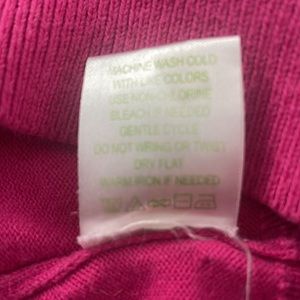 MACHINE WASH COLD
WITH LIKE COLORS
USE NON-CHLORINE
BLEACH IF NEEDED
GENTLE CYCLE
DO NOT WRING OR TWIST
DRY FLAT
WARM IRON IF NEEDED